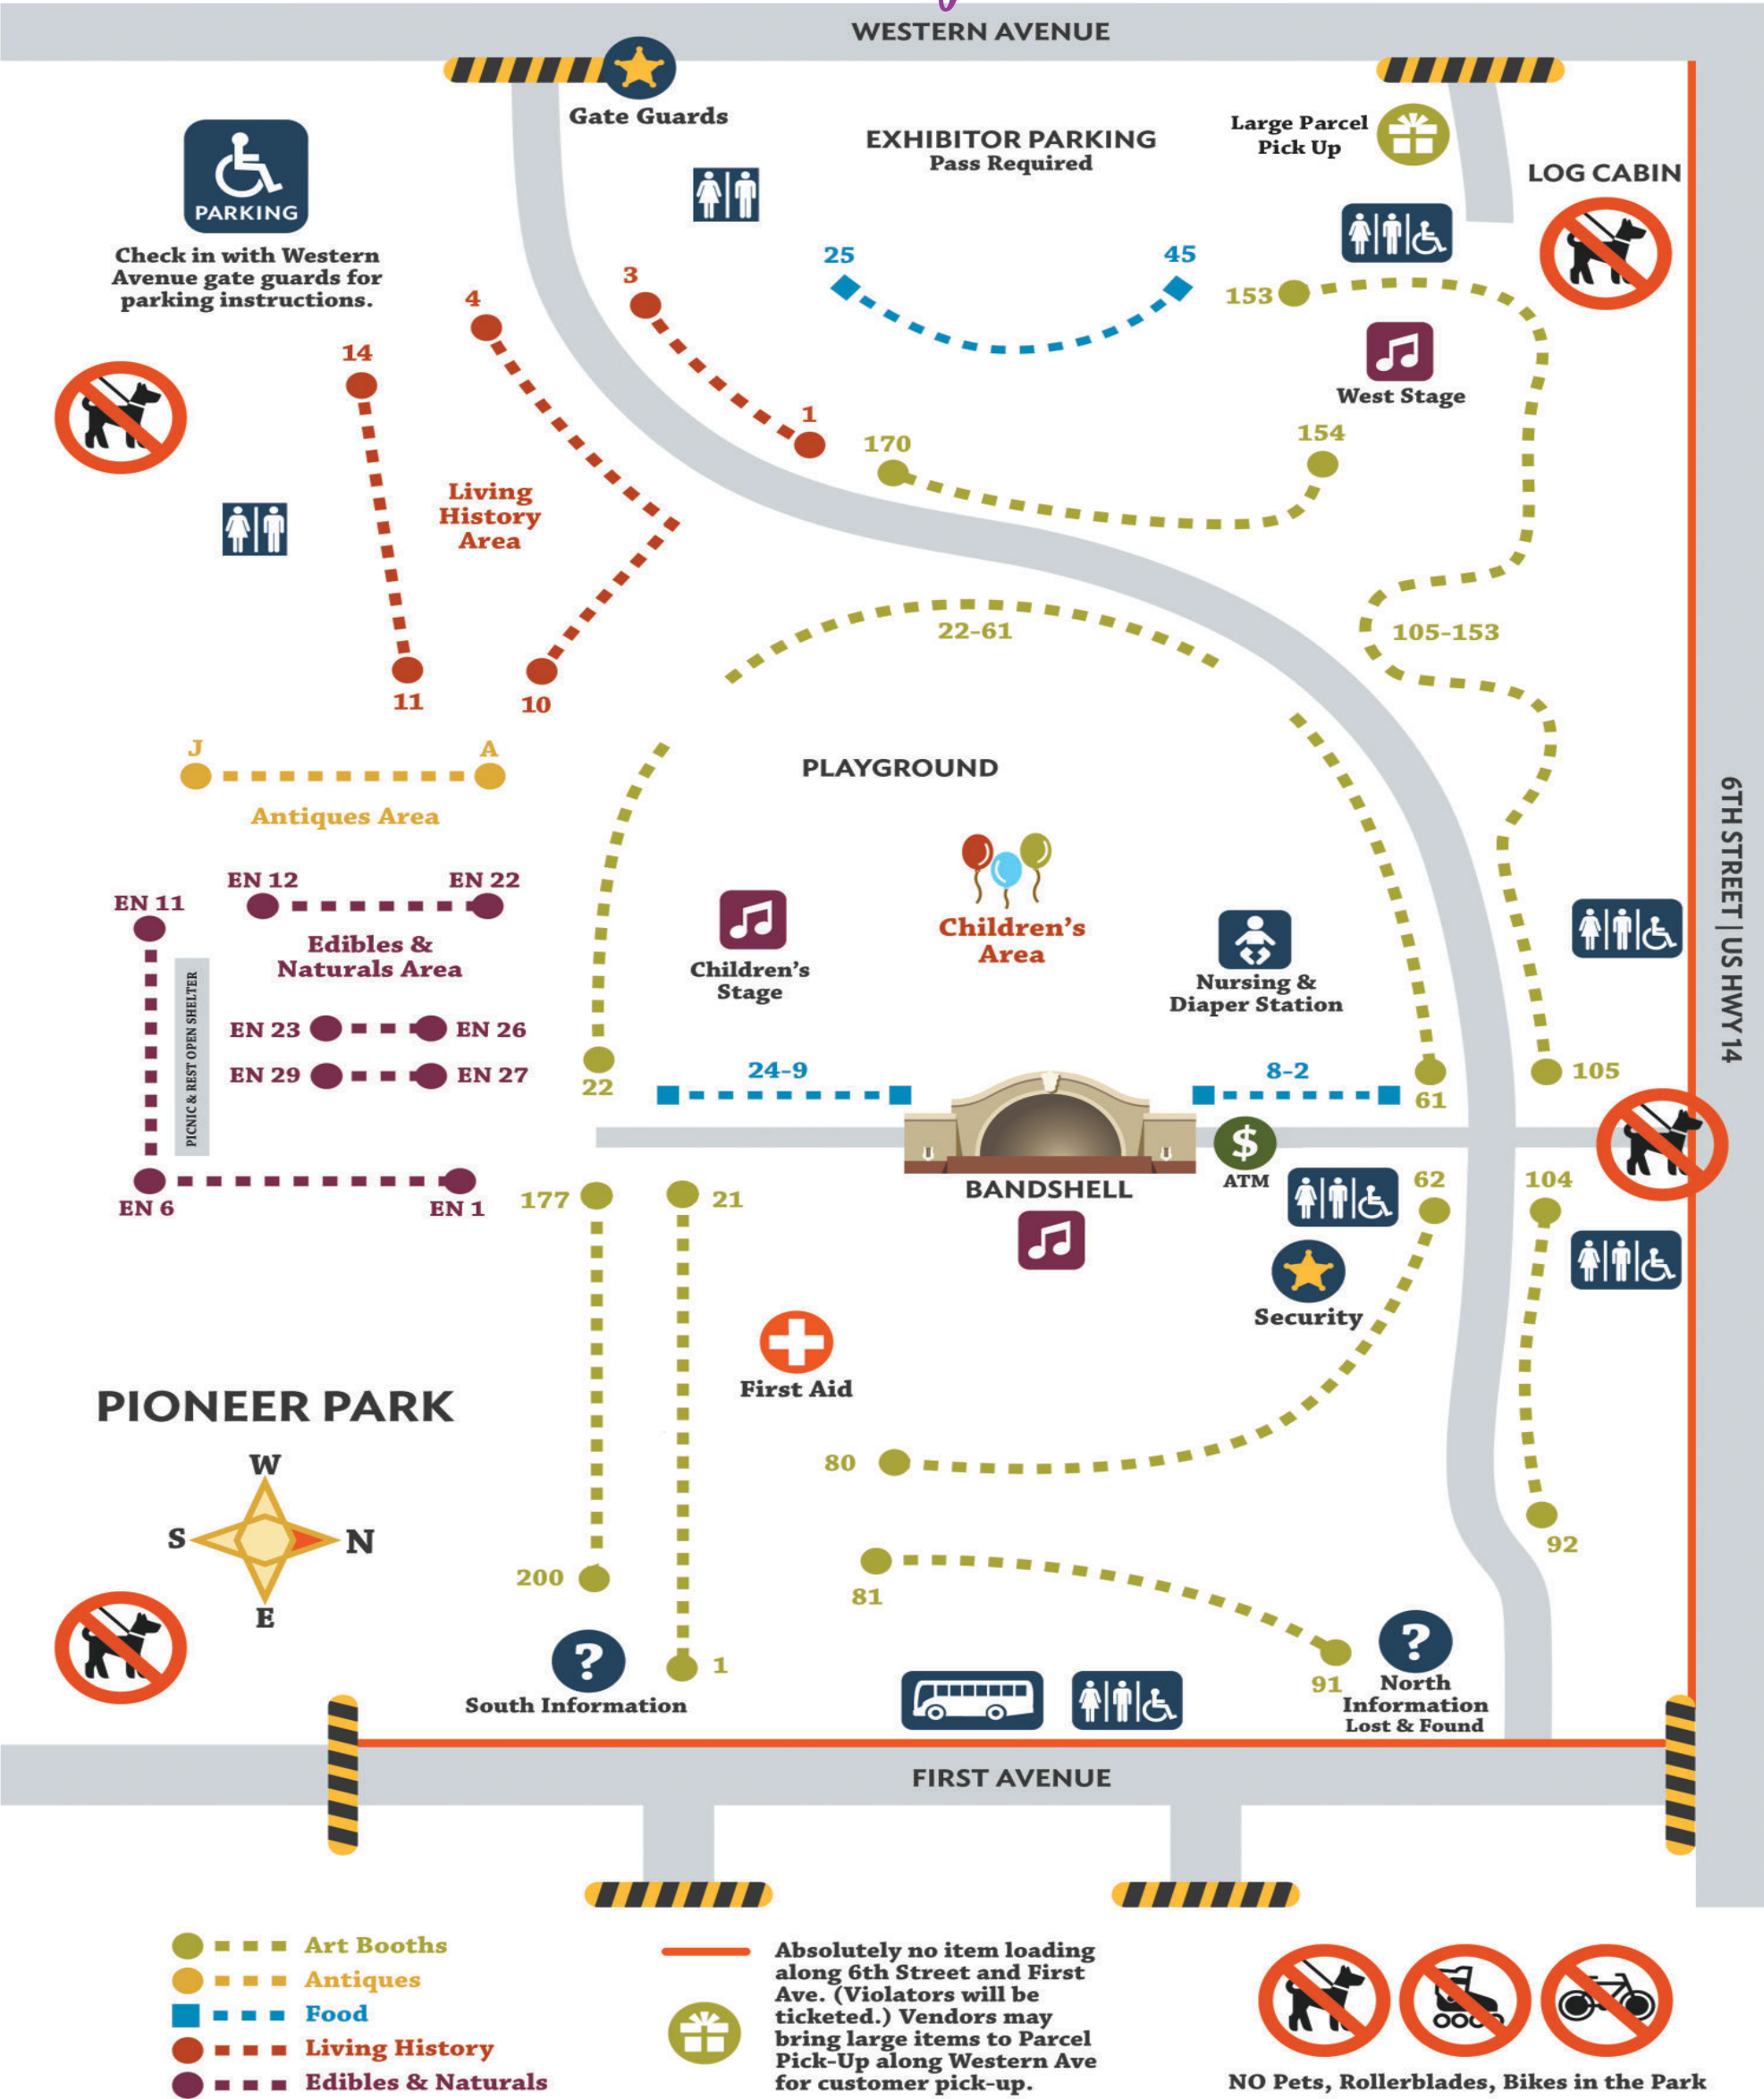 WESTERN AVENUE
Gate Guards
EXHIBITOR PARKING
Pass Required
Large Parcel
Pick Up
LOG CABIN
PARKING
Check in with Western
Avenue gate guards for
parking instructions.
25
45
3
4
153
14
West Stage
1
170
154
Living
History
Area
22-61
105-153
11
10
J
A
PLAYGROUND
Antiques Area
6TH STREET | US HWY 14
EN 12
EN 22
EN 11
Edibles &
Naturals Area
PICNIC & REST OPEN SHELTER
EN 23
EN 26
EN 29
EN 27
Children's
Stage
Children's
Area
Nursing &
Diaper Station
22
24-9
8-2
61
105
$
ATM
BANDSHELL
EN 6
EN 1
177
21
62
104
Security
First Aid
PIONEER PARK
W
S
N
E
80
92
81
200
?
South Information
1
91
?
North
Information
Lost & Found
FIRST AVENUE
Art Booths
Antiques
Food
Living History
Edibles & Naturals
Absolutely no item loading
along 6th Street and First
Ave. (Violators will be
ticketed.) Vendors may
bring large items to Parcel
Pick-Up along Western Ave
for customer pick-up.
NO Pets, Rollerblades, Bikes in the Park